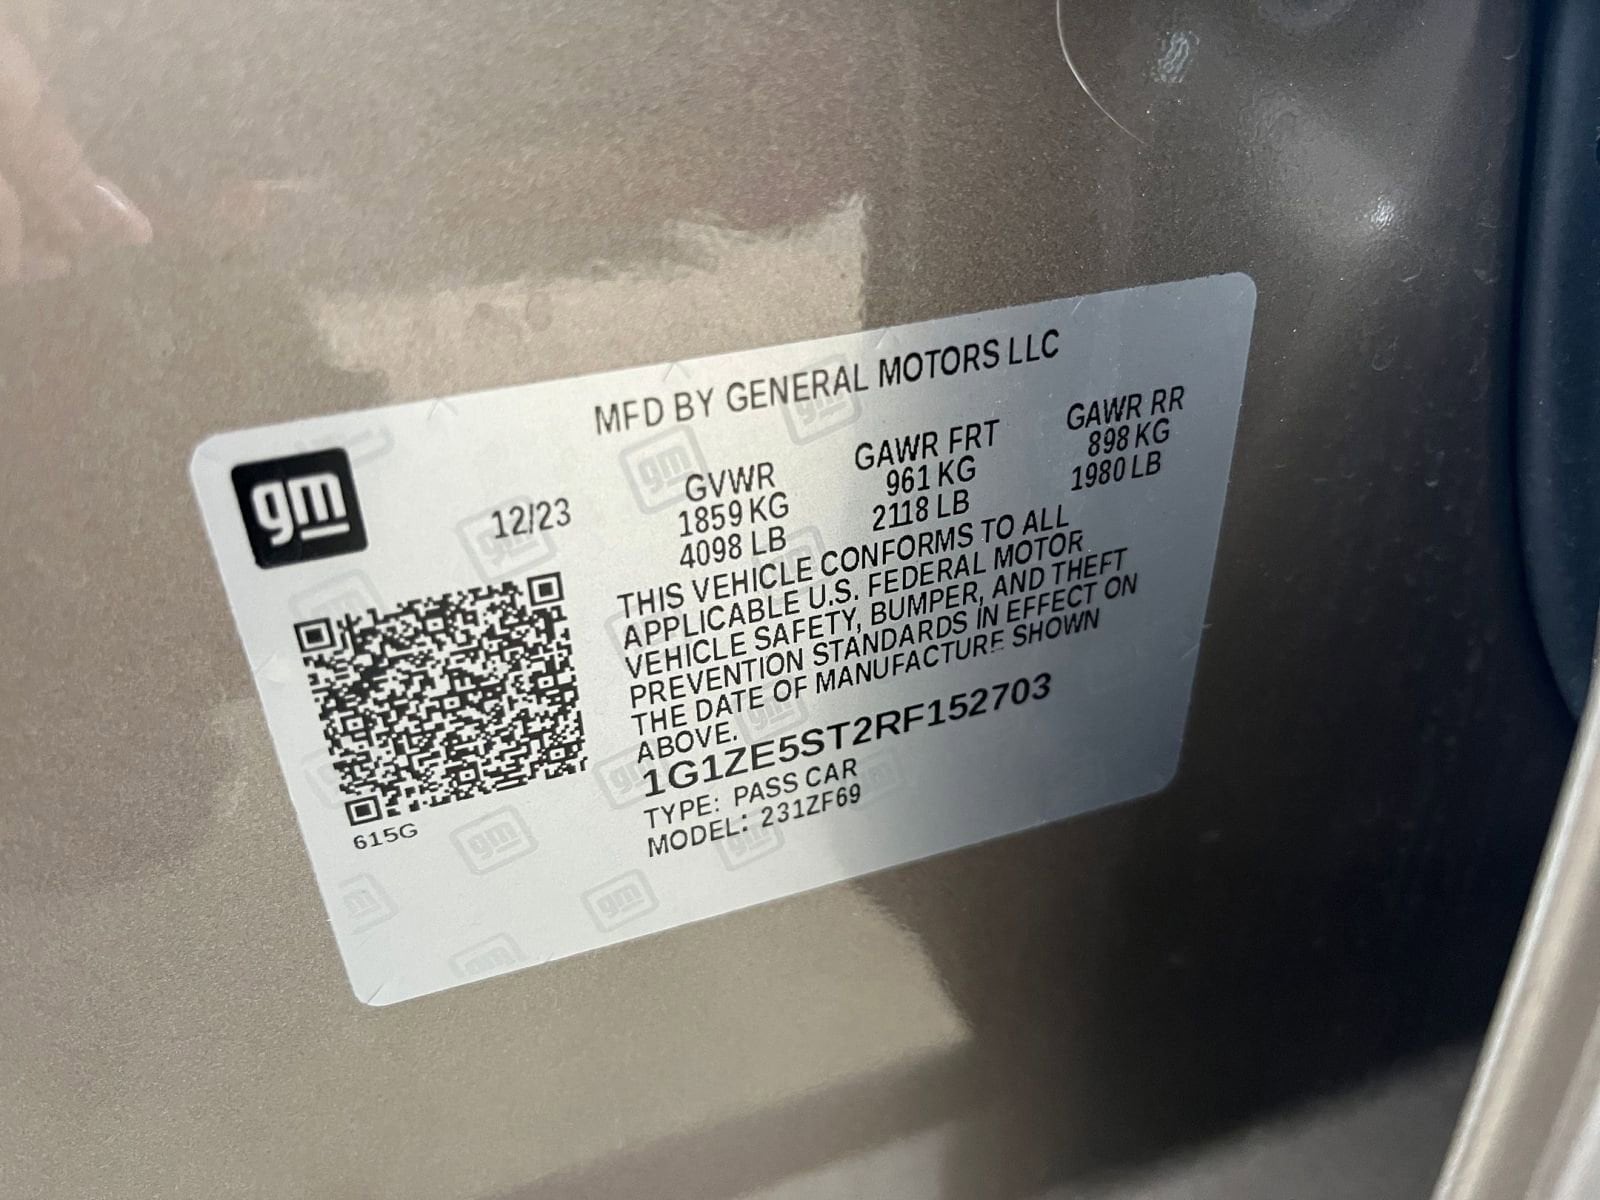 MFD BY GENERAL MOTORS LLC
gm
12/23
GVWR
1859 KG
4098 LB
GAWR FRT
961 KG
2118 LB
GAWR RR
898 KG
1980 LB
THIS VEHICLE CONFORMS TO ALL
APPLICABLE U.S. FEDERAL MOTOR
VEHICLE SAFETY, BUMPER, AND THEFT
PREVENTION STANDARDS IN EFFECT ON
THE DATE OF MANUFACTURE SHOWN
ABOVE.
1G1ZE5ST2RF152703
TYPE: PASS CAR
MODEL: 231ZF69
615G